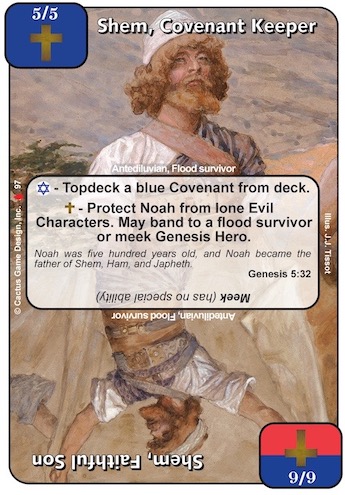 5/5
Shem, Covenant Keeper
Antediluvian, Flood survivor
- Topdeck a blue Covenant from deck.
- Protect Noah from lone Evil
Characters. May band to a flood survivor
or meek Genesis Hero.
Noah was five hundred years old, and Noah became the
father of Shem, Ham, and Japheth.
Genesis 5:32
Meek (has no special ability)
Antediluvian, Flood survivor
Shem, Faithful Son
9/9
© Cactus Game Design, Inc.
97
Illus. J.J. Tissot